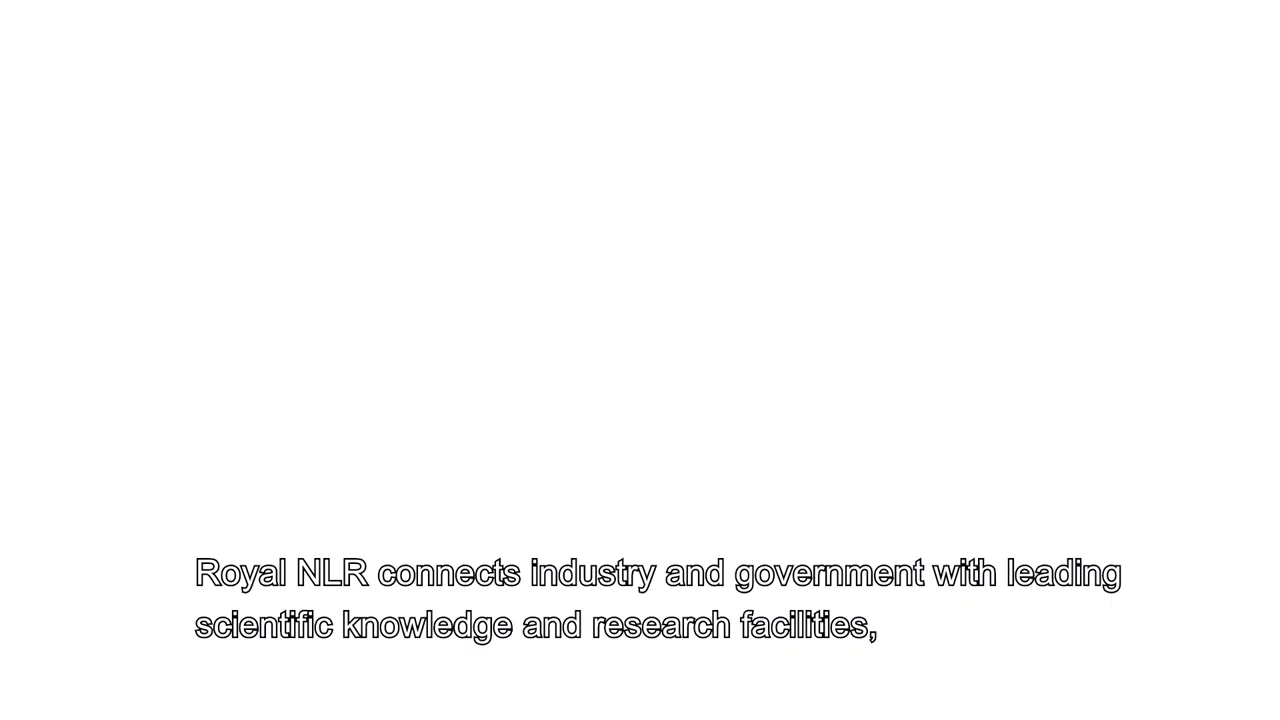 Royal NLR connects industry and government with leading
scientific knowledge and research facilities,